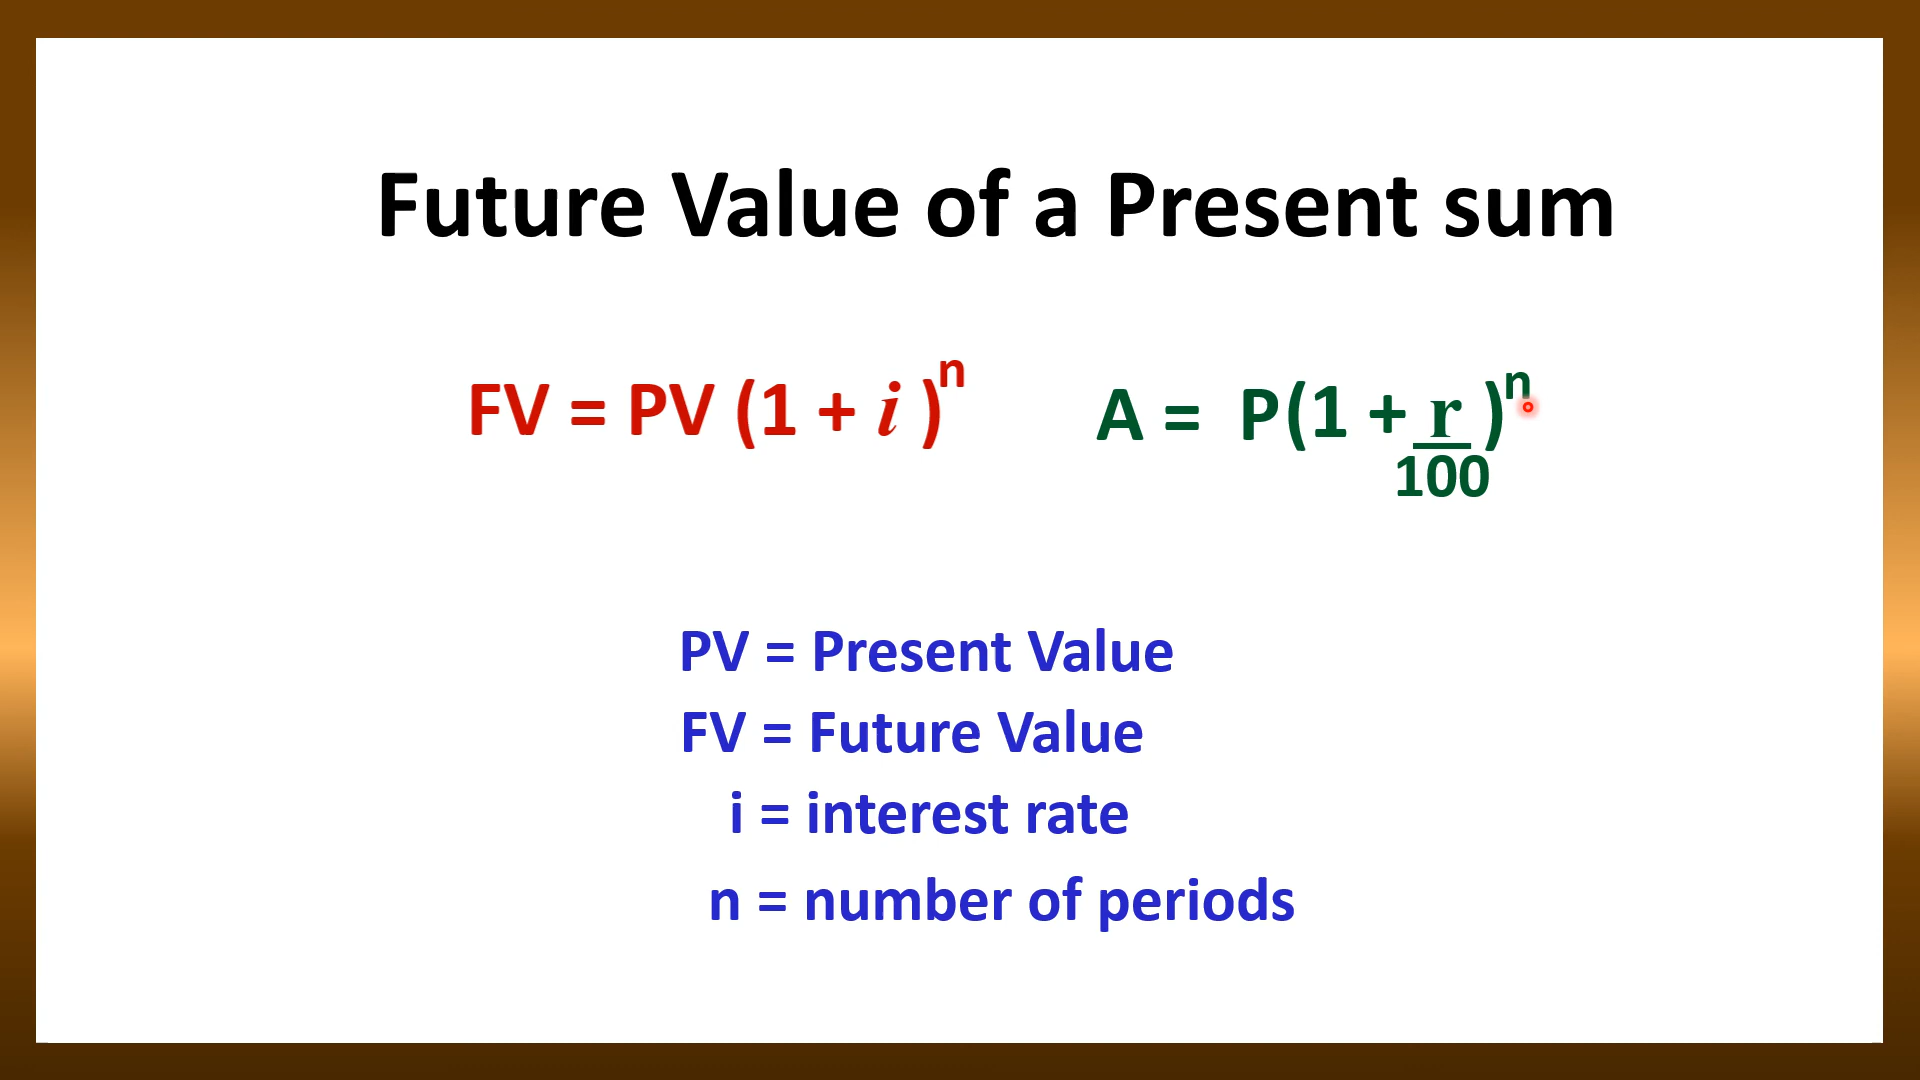 Future Value of a Present sum
FV = PV (1 + i )ⁿ
A = P(1 + r/100 )ⁿ
PV = Present Value
FV = Future Value
i = interest rate
n = number of periods